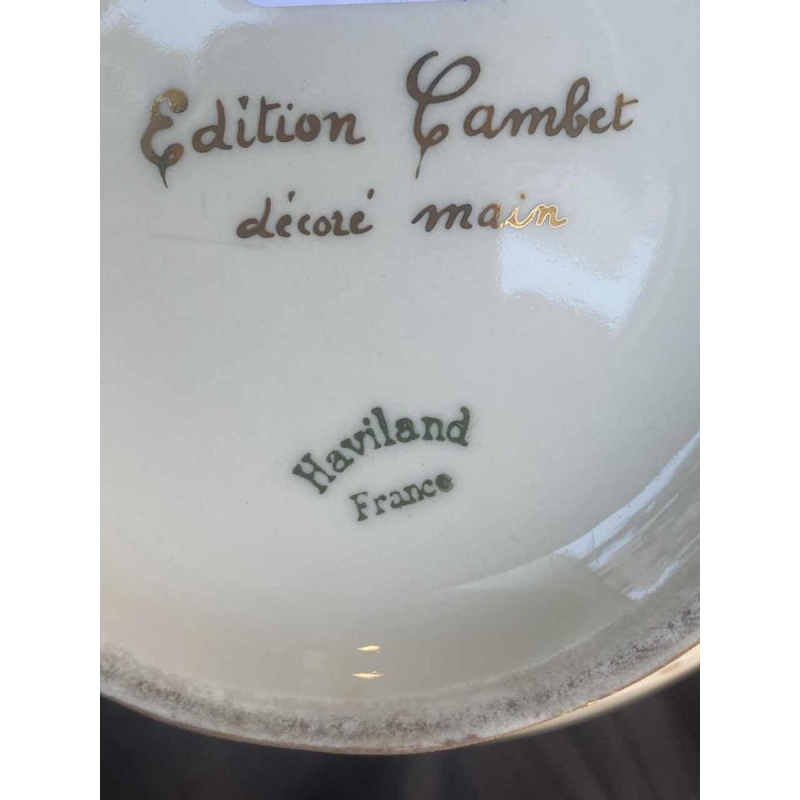 Edition Cambet
décoré main
Haviland
France